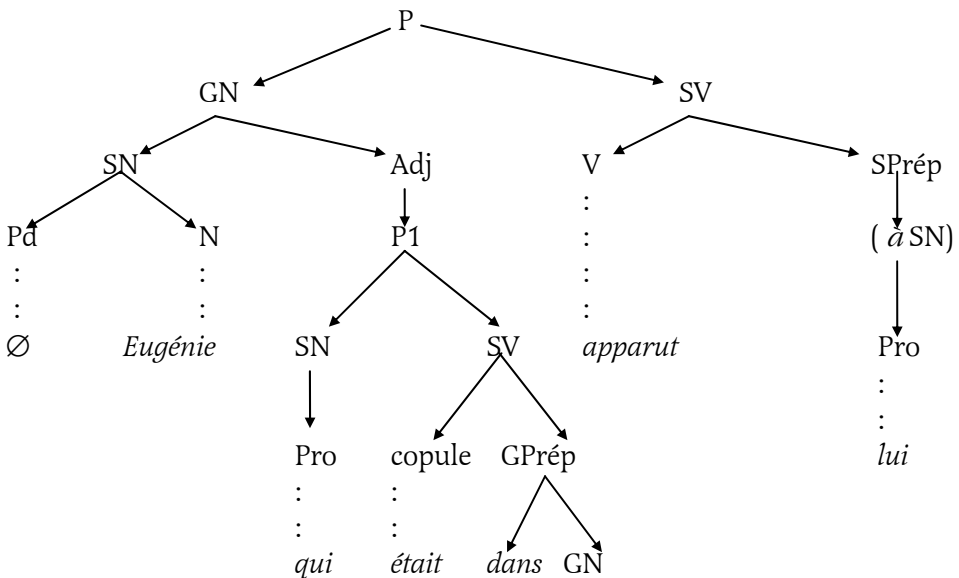 P
GN SV
SN Adj V SPrép
:
Pd N P1 : ( à SN)
: : :
: : :
∅ Eugénie SN SV apparut Pro
:
:
Pro copule GPrép lui
: :
: :
qui était dans GN